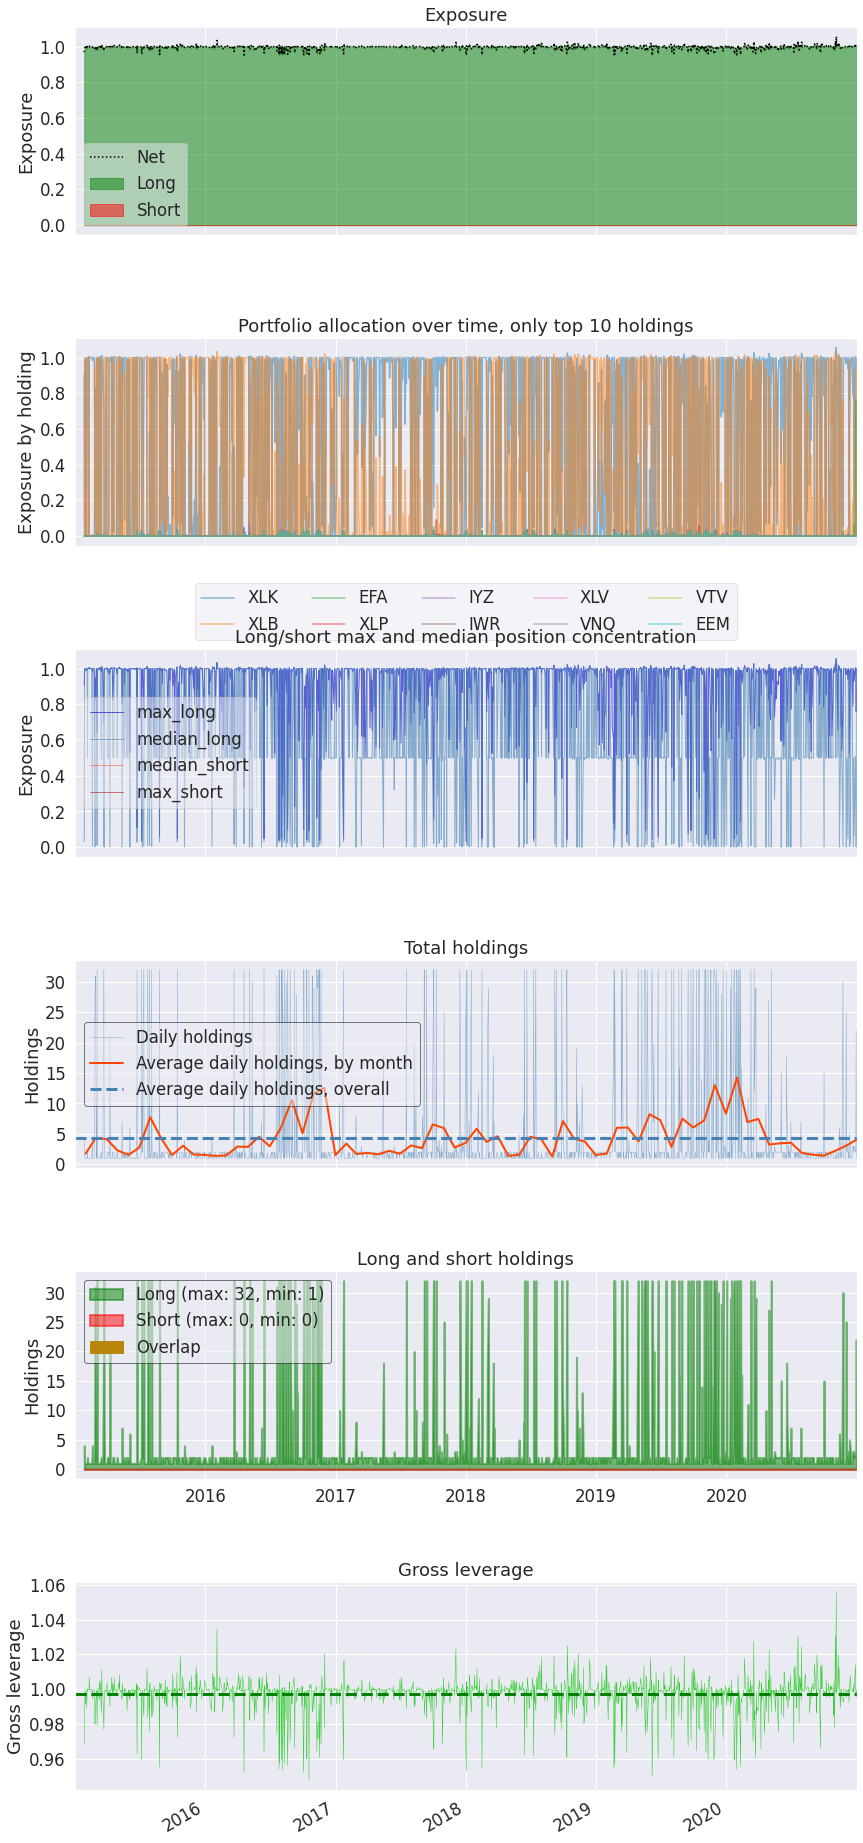 Exposure
1.0
0.8
0.6
0.4
0.2
0.0
Exposure
Net
Long
Short
Portfolio allocation over time, only top 10 holdings
1.0
0.8
0.6
0.4
0.2
0.0
Exposure by holding
XLK EFA IYZ XLV VTV
XLB XLP IWR VNQ EEM
Long/short max and median position concentration
1.0
0.8
0.6
0.4
0.2
0.0
Exposure
max_long
median_long
median_short
max_short
Total holdings
30
25
20
15
10
5
0
Holdings
Daily holdings
Average daily holdings, by month
Average daily holdings, overall
Long and short holdings
30
25
20
15
10
5
0
Holdings
Long (max: 32, min: 1)
Short (max: 0, min: 0)
Overlap
2016 2017 2018 2019 2020
Gross leverage
1.06
1.04
1.02
1.00
0.98
0.96
Gross leverage
2016 2017 2018 2019 2020